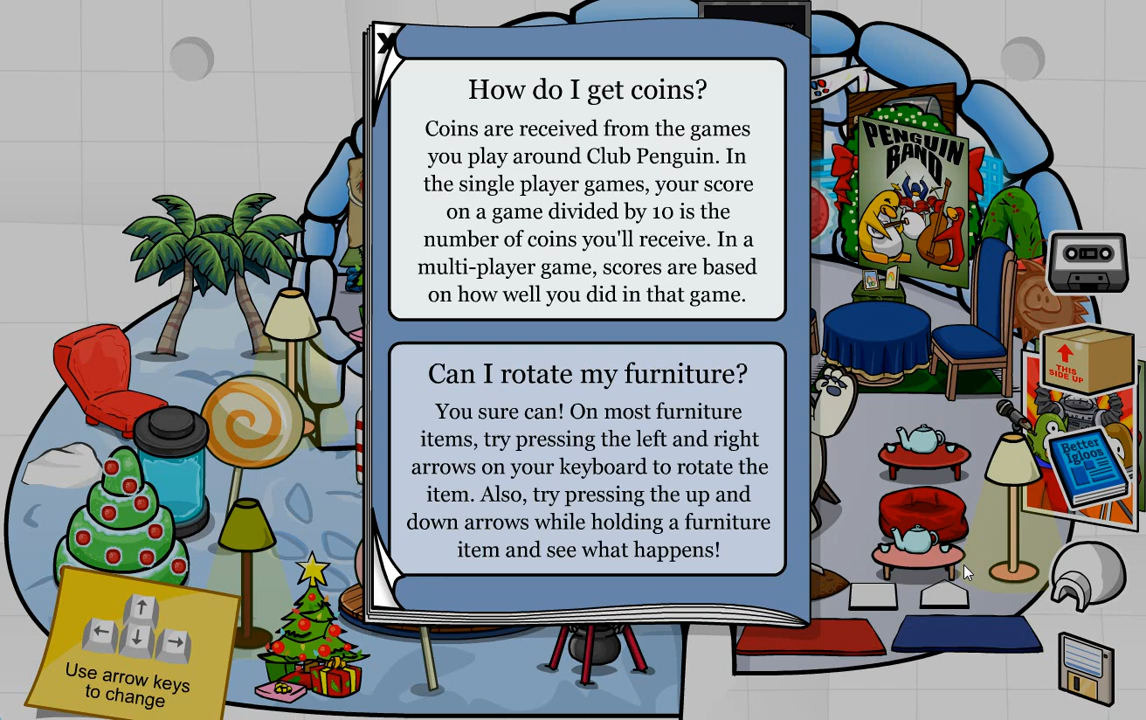 x
How do I get coins?
Coins are received from the games
you play around Club Penguin. In
the single player games, your score
on a game divided by 10 is the
number of coins you'll receive. In a
multi-player game, scores are based
on how well you did in that game.
Can I rotate my furniture?
You sure can! On most furniture
items, try pressing the left and right
arrows on your keyboard to rotate the
item. Also, try pressing the up and
down arrows while holding a furniture
item and see what happens!
PENGUIN
BAND
THIS
SIDE UP
Better
Igloos
Use arrow keys
to change